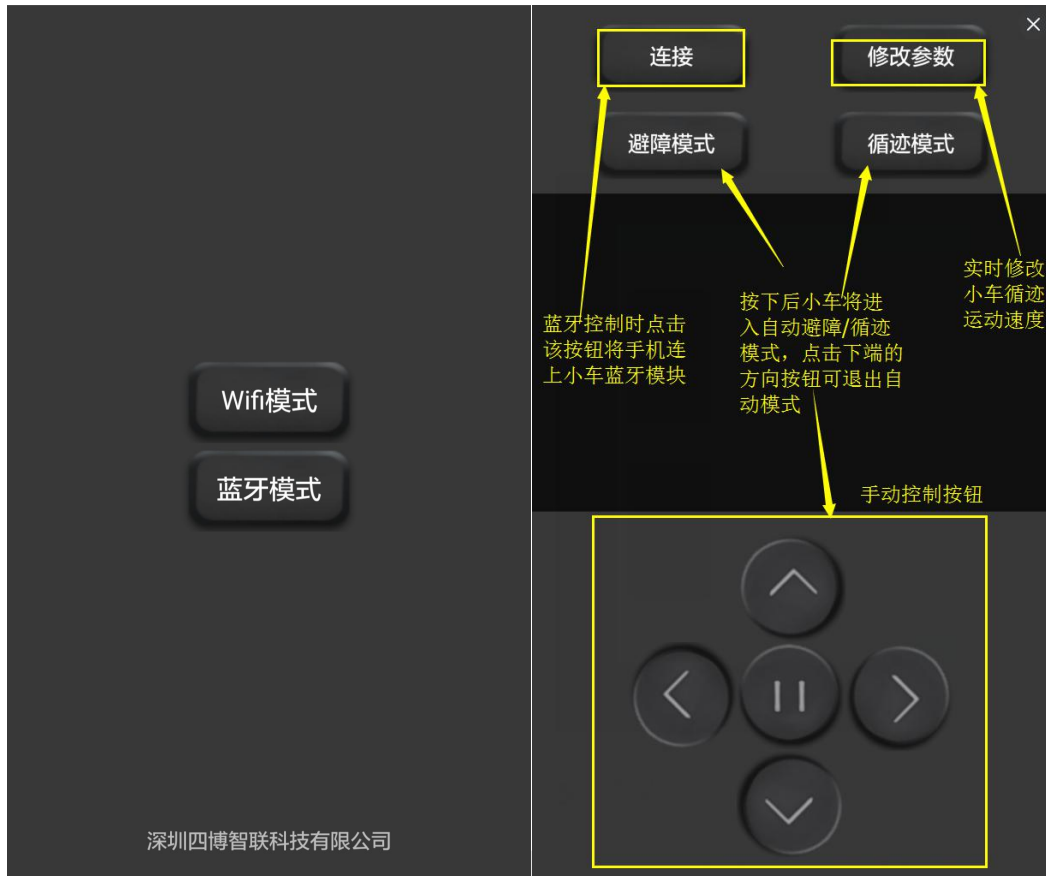 Wifi模式
蓝牙模式
深圳四博智联科技有限公司
连接
修改参数
避障模式
循迹模式
蓝牙控制时点击
该按钮将手机连
上小车蓝牙模块
按下后小车将进
入自动避障/循迹
模式，点击下端的
方向按钮可退出自
动模式
实时修改
小车循迹
运动速度
手动控制按钮